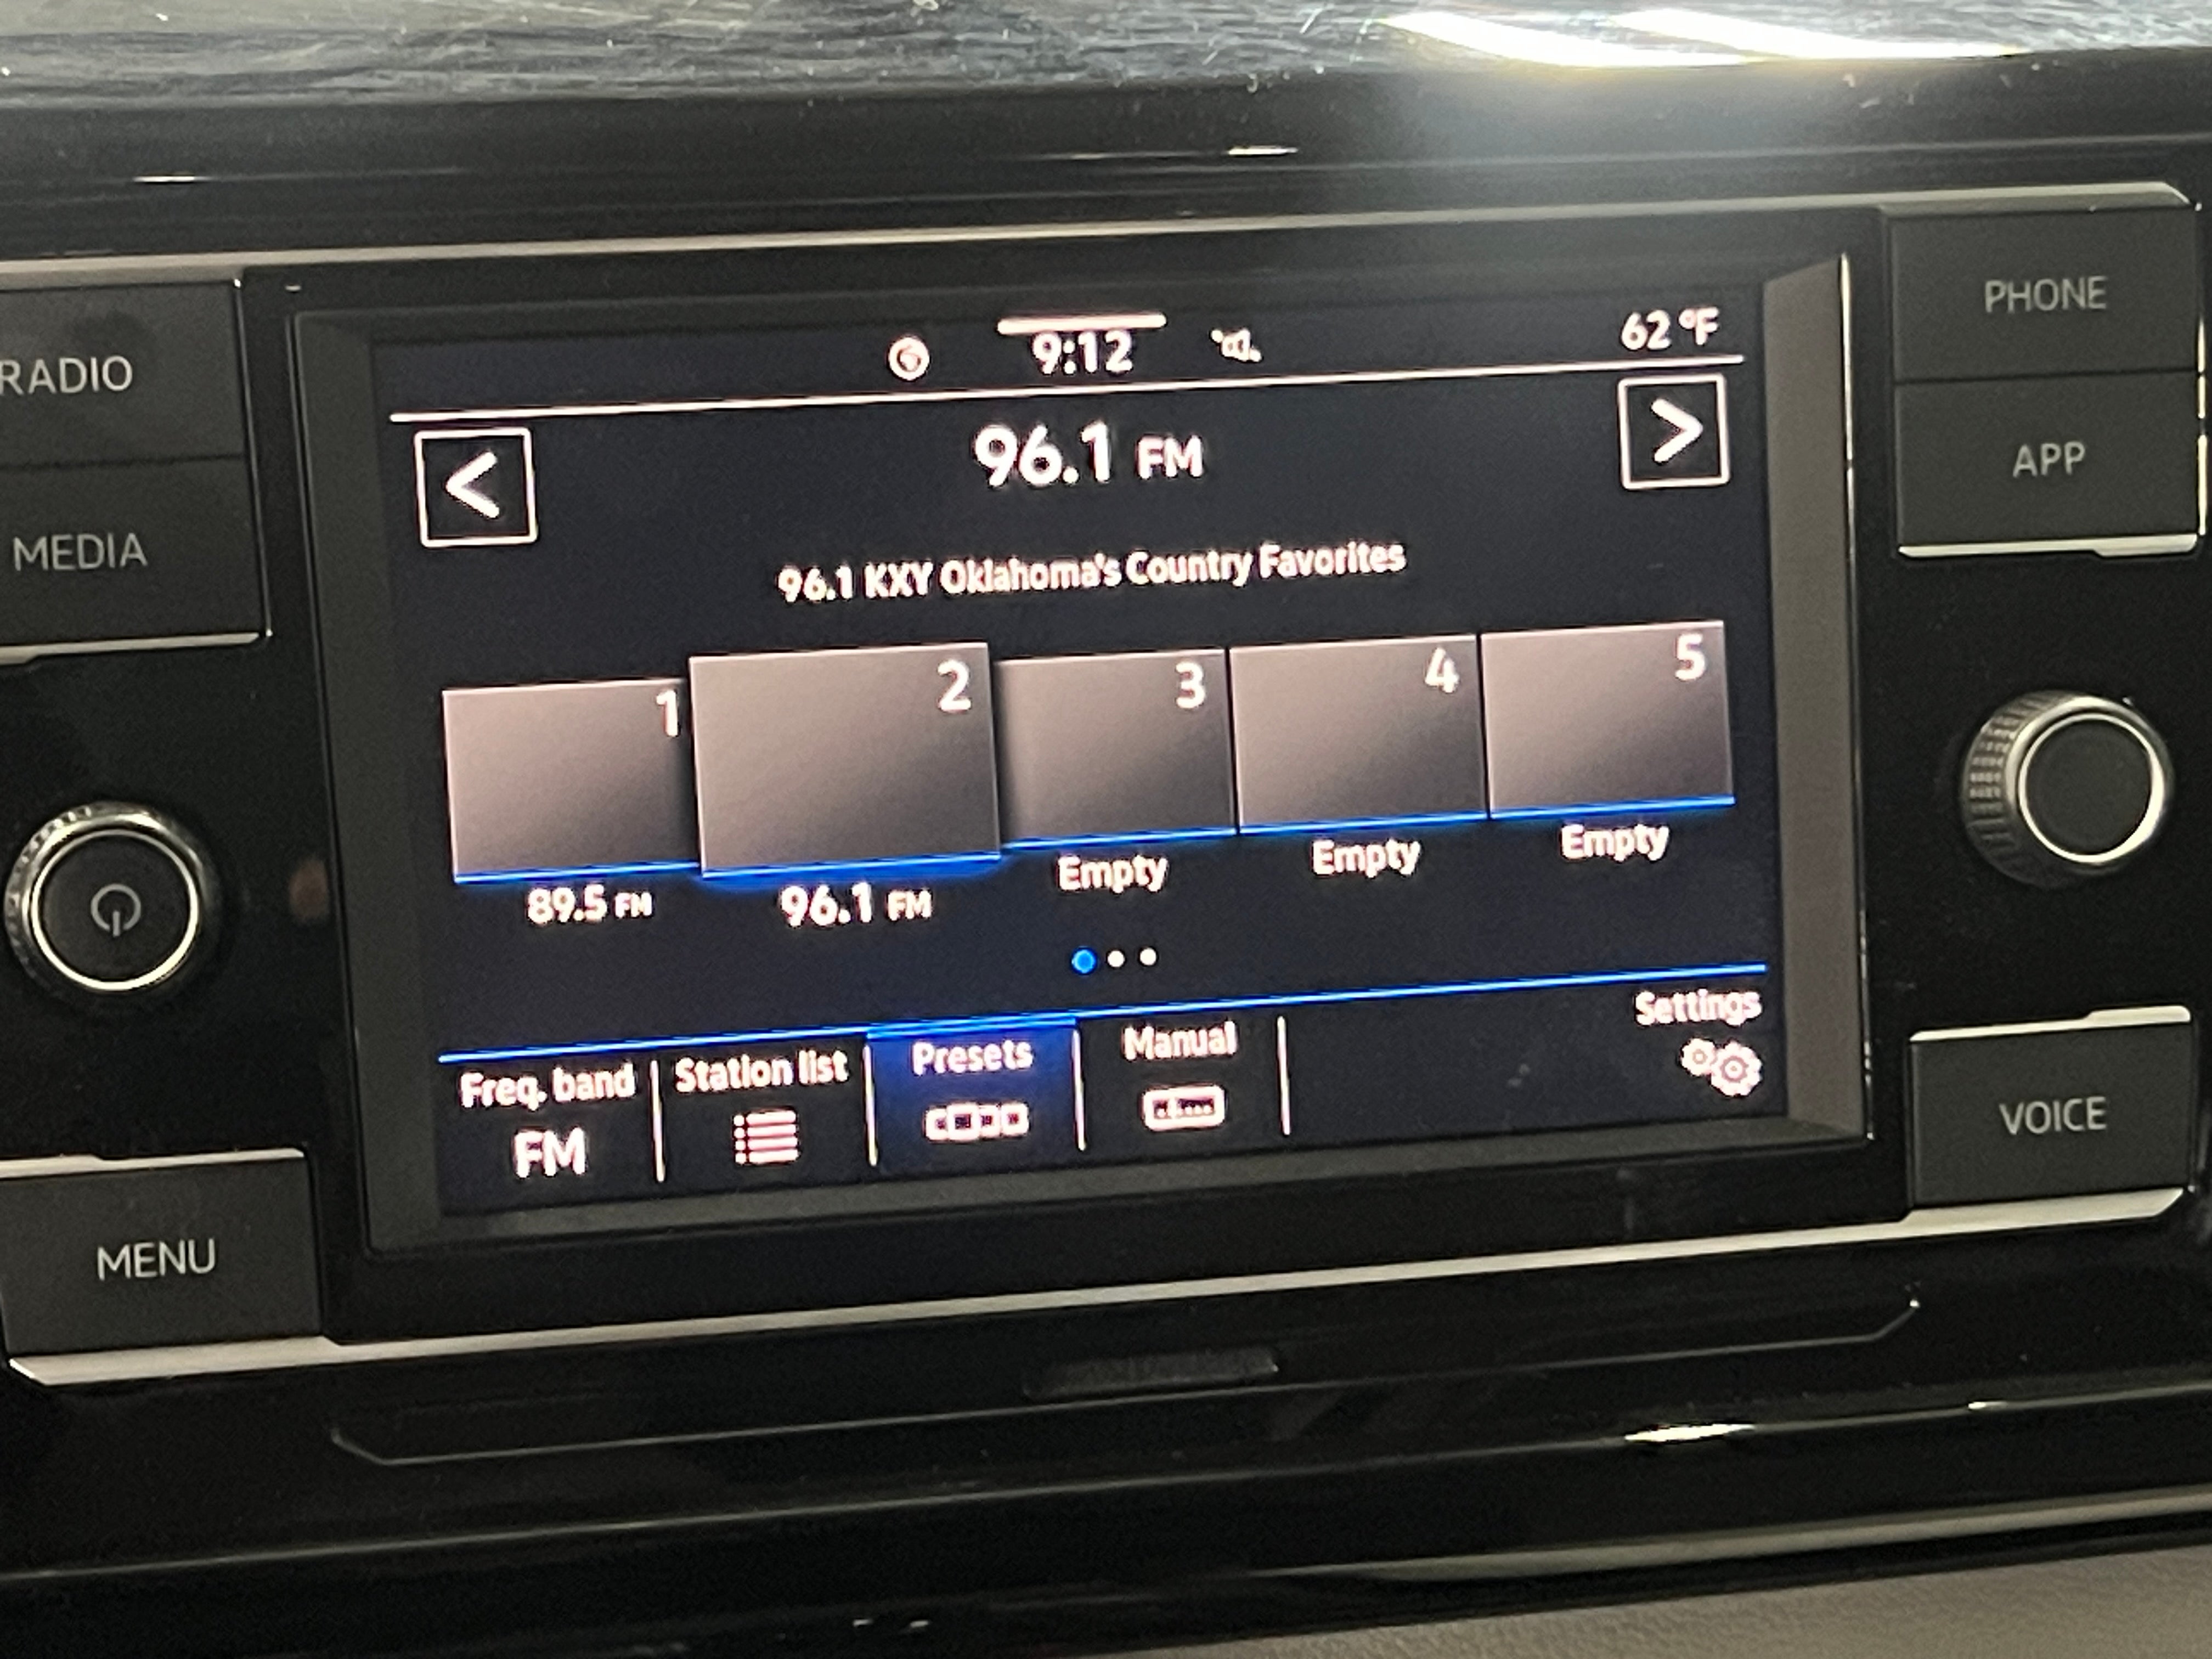 9:12
62 °F
RADIO
PHONE
<
96.1 FM
>
APP
MEDIA
96.1 KXY Oklahoma's Country Favorites
1
2
3
4
5
89.5 FM
96.1 FM
Empty
Empty
Empty
Freq. band
Station list
Presets
Manual
Settings
FM
VOICE
MENU